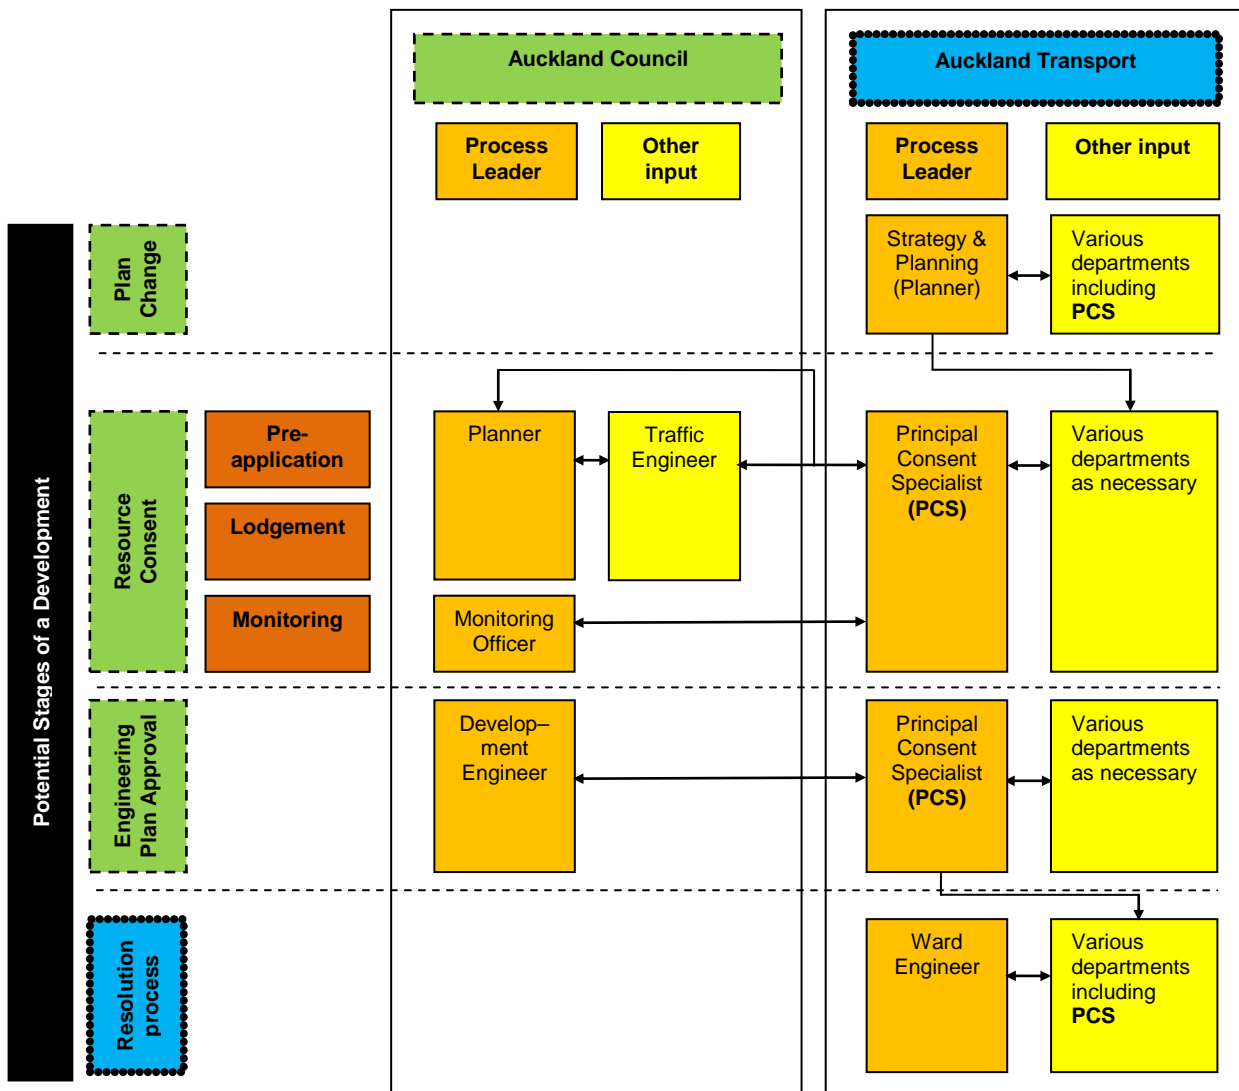 Auckland Council
Auckland Transport
Process
Leader
Other
input
Process
Leader
Other input
Potential Stages of a Development
Plan
Change
Strategy &
Planning
(Planner)
Various
departments
including
PCS
Resource
Consent
Pre-
application
Lodgement
Monitoring
Planner
Traffic
Engineer
Monitoring
Officer
Principal
Consent
Specialist
(PCS)
Various
departments
as necessary
Engineering
Plan Approval
Develop–
ment
Engineer
Principal
Consent
Specialist
(PCS)
Various
departments
as necessary
Resolution
process
Ward
Engineer
Various
departments
including
PCS